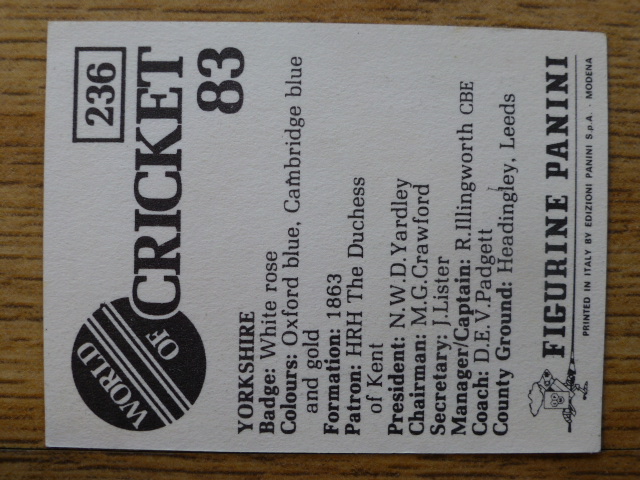 236
WORLD
OF
CRICKET
83
YORKSHIRE
Badge: White rose
Colours: Oxford blue, Cambridge blue
and gold
Formation: 1863
Patron: HRH The Duchess
of Kent
President: N.W.D.Yardley
Chairman: M.G.Crawford
Secretary: J.Lister
Manager/Captain: R.Illingworth CBE
Coach: D.E.V.Padgett
County Ground: Headingley, Leeds
FIGURINE PANINI
PRINTED IN ITALY BY EDIZIONI PANINI S.p.A. - MODENA